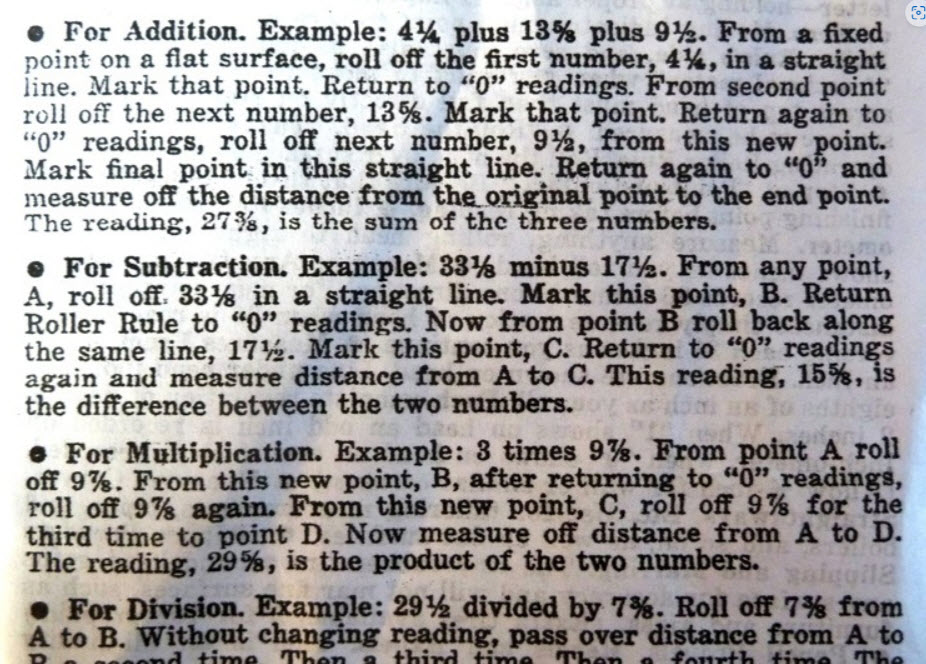 ● For Addition. Example: 4¼ plus 13⅝ plus 9½. From a fixed
point on a flat surface, roll off the first number, 4¼, in a straight
line. Mark that point. Return to “0” readings. From second point
roll off the next number, 13⅝. Mark that point. Return again to
“0” readings, roll off next number, 9½, from this new point.
Mark final point in this straight line. Return again to “0” and
measure off the distance from the original point to the end point.
The reading, 27⅜, is the sum of the three numbers.
● For Subtraction. Example: 33⅛ minus 17½. From any point,
A, roll off 33⅛ in a straight line. Mark this point, B. Return
Roller Rule to “0” readings. Now from point B roll back along
the same line, 17½. Mark this point, C. Return to “0” readings
again and measure distance from A to C. This reading, 15⅝, is
the difference between the two numbers.
● For Multiplication. Example: 3 times 9⅞. From point A roll
off 9⅞. From this new point, B, after returning to “0” readings,
roll off 9⅞ again. From this new point, C, roll off 9⅞ for the
third time to point D. Now measure off distance from A to D.
The reading, 29⅝, is the product of the two numbers.
● For Division. Example: 29½ divided by 7⅜. Roll off 7⅜ from
A to B. Without changing reading, pass over distance from A to
B a second time. Then a third time. Then a fourth time. The